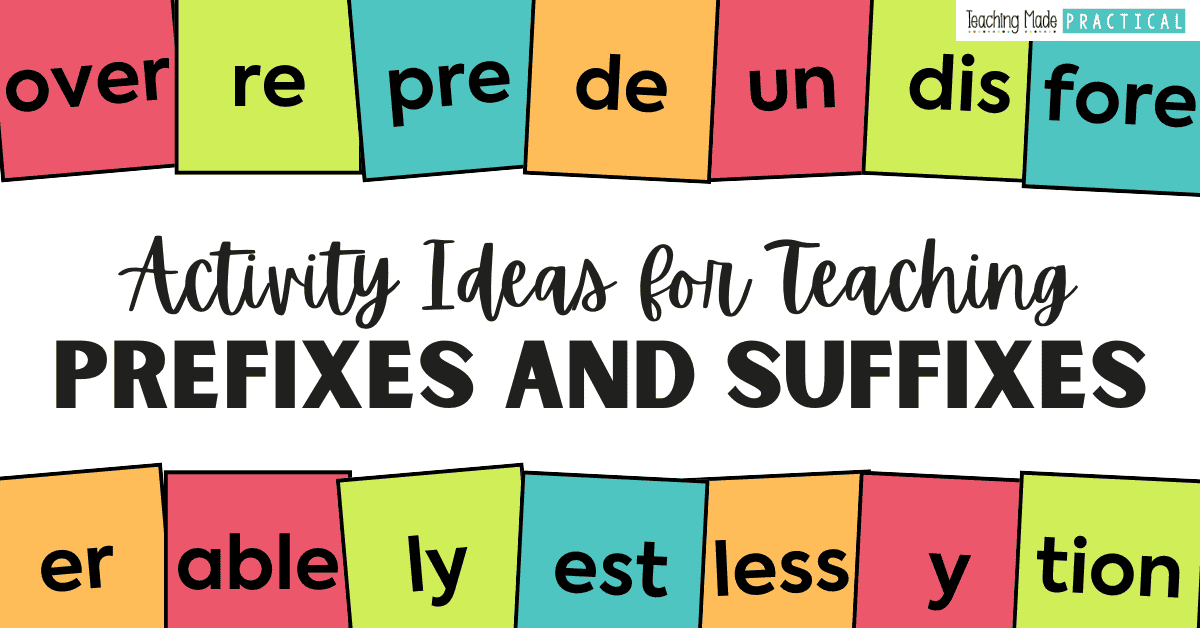 Teaching Made PRACTICAL
over re pre de un dis fore
Activity Ideas for Teaching
PREFIXES AND SUFFIXES
er able ly est less y tion